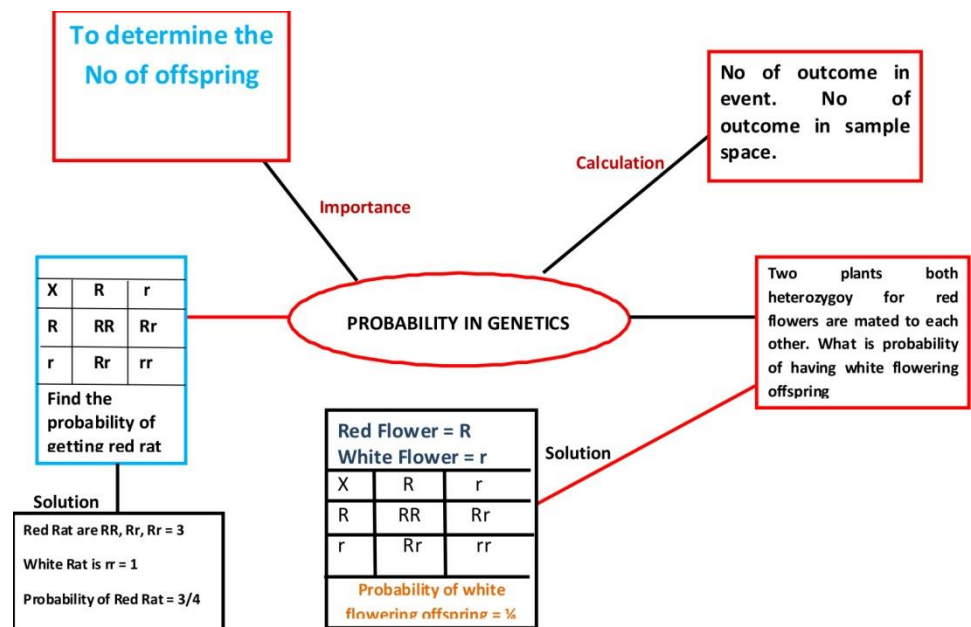 To determine the
No of offspring
No of outcome in
event. No of
outcome in sample
space.
Calculation
Importance
PROBABILITY IN GENETICS
X R r
R RR Rr
r Rr rr
Find the
probability of
getting red rat
Solution
Red Rat are RR, Rr, Rr = 3
White Rat is rr = 1
Probability of Red Rat = 3/4
Two plants both
heterozygoy for red
flowers are mated to each
other. What is probability
of having white flowering
offspring
Solution
Red Flower = R
White Flower = r
X R r
R RR Rr
r Rr rr
Probability of white
flowering offspring = ¼